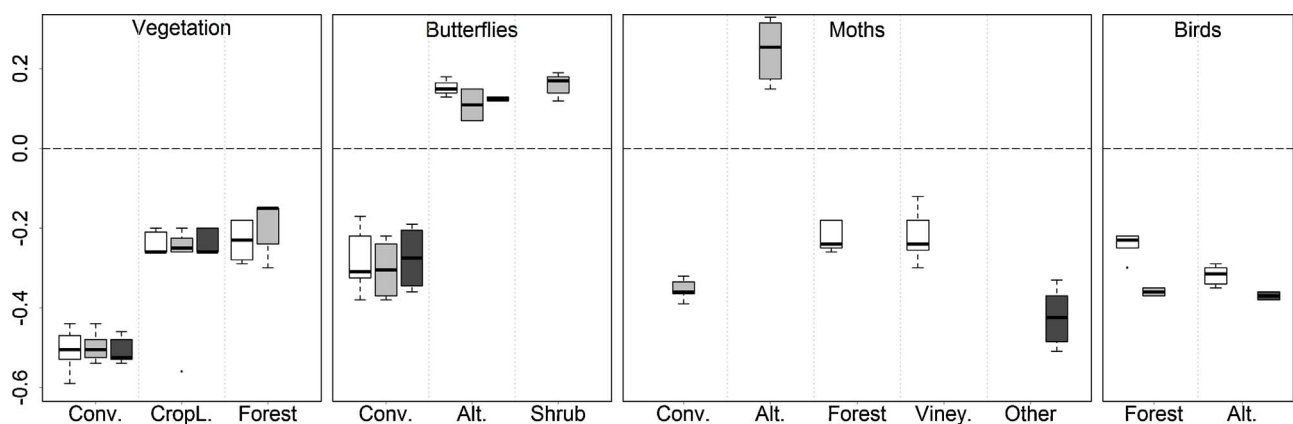 Vegetation Butterflies Moths Birds
0.2
0.0
-0.2
-0.4
-0.6
Conv. CropL. Forest Conv. Alt. Shrub Conv. Alt. Forest Viney. Other Forest Alt.